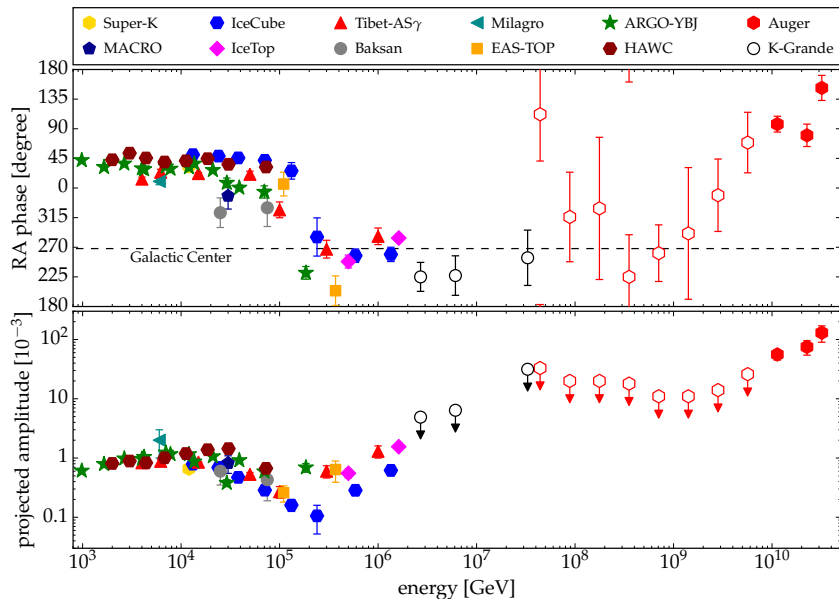 Super-K IceCube Tibet-ASγ Milagro ARGO-YBJ Auger
MACRO IceTop Baksan EAS-TOP HAWC K-Grande
RA phase [degree]
180
135
90
45
0
315
270
225
180
Galactic Center
projected amplitude [10⁻³]
10²
10
1
0.1
10³ 10⁴ 10⁵ 10⁶ 10⁷ 10⁸ 10⁹ 10¹⁰
energy [GeV]